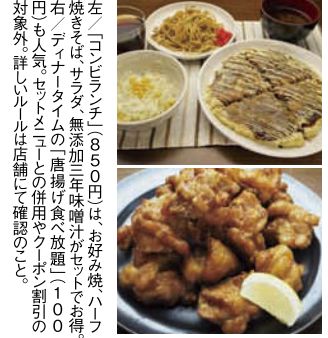 左／「コンビランチ」（８５０円）は、お好み焼、ハーフ
焼きそば、サラダ、無添加三年味噌汁がセットでお得。
右／ディナータイムの「唐揚げ食べ放題」（１００
円）も人気。セットメニューとの併用やクーポン割引の
対象外。詳しいルールは店舗にて確認のこと。